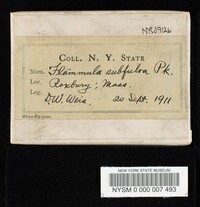 COLL. N. Y. STATE
Nom. Flammula subfulva Pk.
Loc. Roxbury; Mass.
Leg. D.W. Weis. 20 Sept. 1911
NEW YORK STATE MUSEUM
NYSM 0 000 007 493